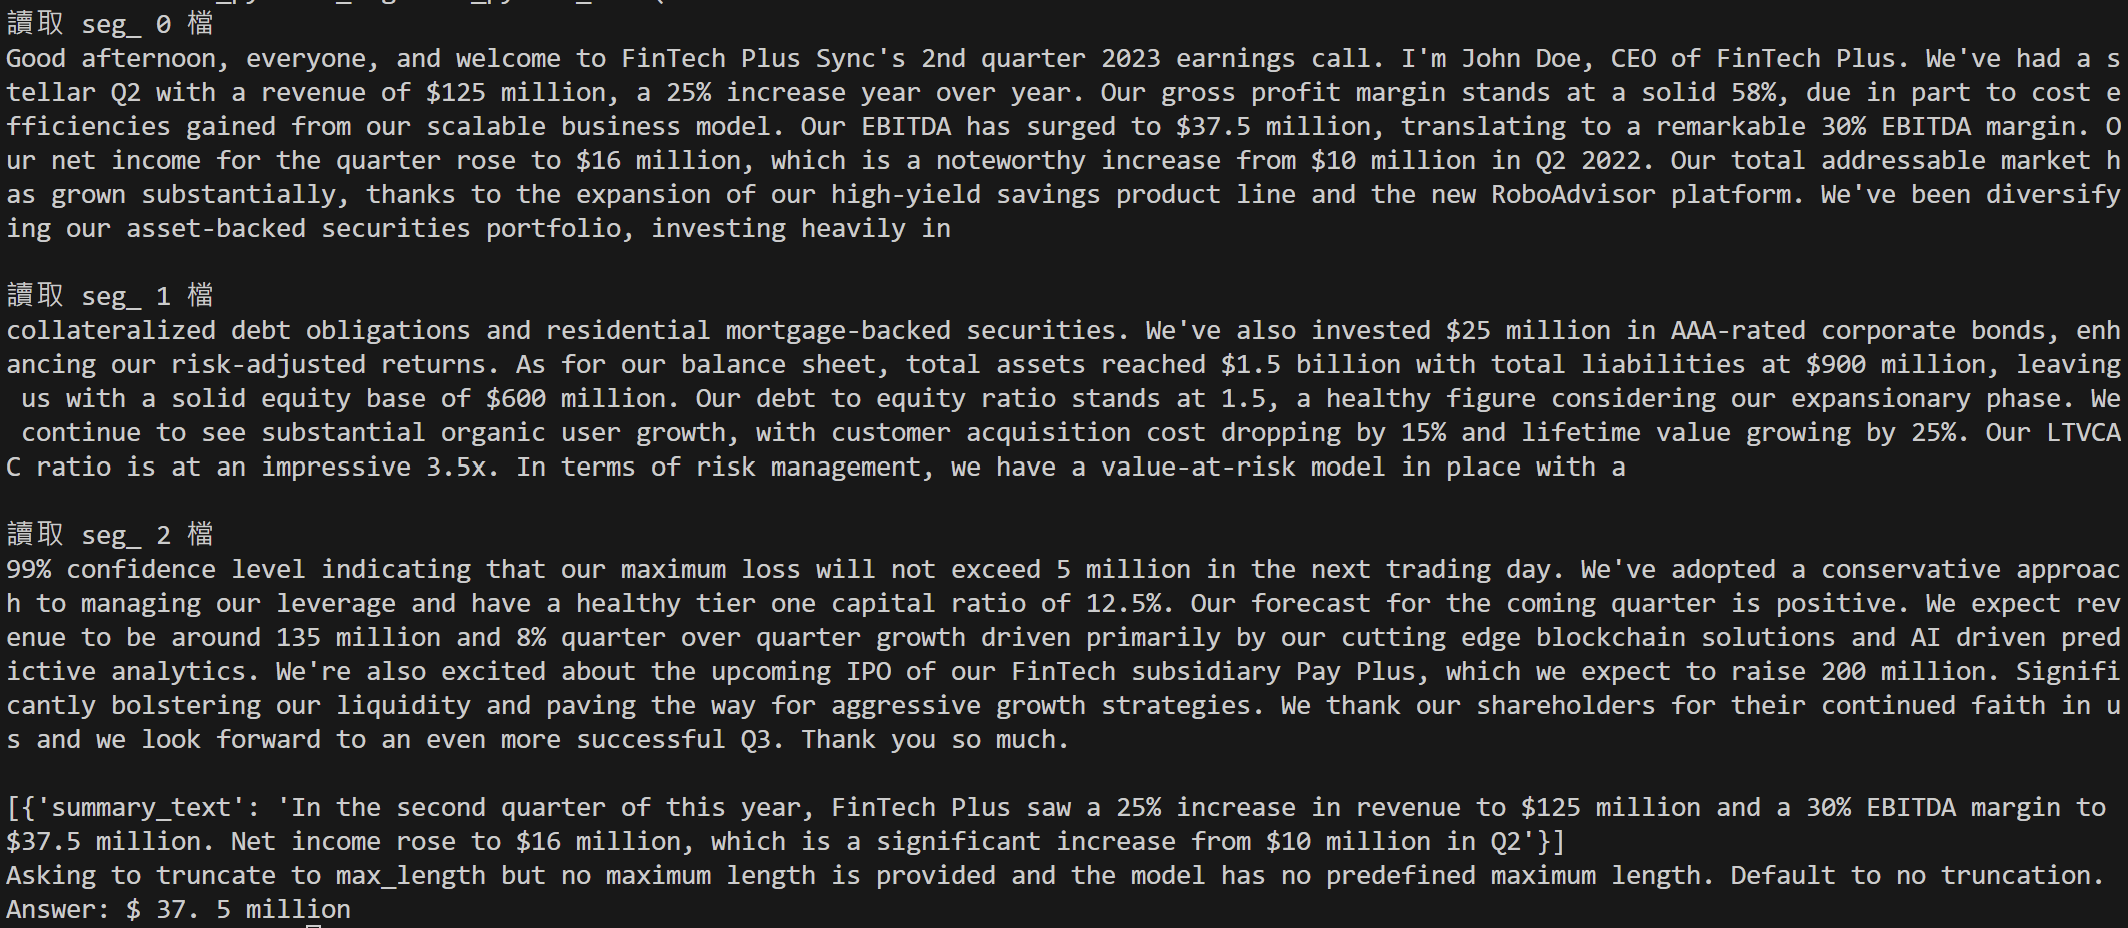 讀取 seg_ 0 檔
Good afternoon, everyone, and welcome to FinTech Plus Sync's 2nd quarter 2023 earnings call. I'm John Doe, CEO of FinTech Plus. We've had a s
tellar Q2 with a revenue of $125 million, a 25% increase year over year. Our gross profit margin stands at a solid 58%, due in part to cost e
fficiencies gained from our scalable business model. Our EBITDA has surged to $37.5 million, translating to a remarkable 30% EBITDA margin. O
ur net income for the quarter rose to $16 million, which is a noteworthy increase from $10 million in Q2 2022. Our total addressable market h
as grown substantially, thanks to the expansion of our high-yield savings product line and the new RoboAdvisor platform. We've been diversify
ing our asset-backed securities portfolio, investing heavily in
讀取 seg_ 1 檔
collateralized debt obligations and residential mortgage-backed securities. We've also invested $25 million in AAA-rated corporate bonds, enh
ancing our risk-adjusted returns. As for our balance sheet, total assets reached $1.5 billion with total liabilities at $900 million, leaving
 us with a solid equity base of $600 million. Our debt to equity ratio stands at 1.5, a healthy figure considering our expansionary phase. We
 continue to see substantial organic user growth, with customer acquisition cost dropping by 15% and lifetime value growing by 25%. Our LTVCA
C ratio is at an impressive 3.5x. In terms of risk management, we have a value-at-risk model in place with a
讀取 seg_ 2 檔
99% confidence level indicating that our maximum loss will not exceed 5 million in the next trading day. We've adopted a conservative approac
h to managing our leverage and have a healthy tier one capital ratio of 12.5%. Our forecast for the coming quarter is positive. We expect rev
enue to be around 135 million and 8% quarter over quarter growth driven primarily by our cutting edge blockchain solutions and AI driven pred
ictive analytics. We're also excited about the upcoming IPO of our FinTech subsidiary Pay Plus, which we expect to raise 200 million. Signifi
cantly bolstering our liquidity and paving the way for aggressive growth strategies. We thank our shareholders for their continued faith in u
s and we look forward to an even more successful Q3. Thank you so much.
[{'summary_text': 'In the second quarter of this year, FinTech Plus saw a 25% increase in revenue to $125 million and a 30% EBITDA margin to
$37.5 million. Net income rose to $16 million, which is a significant increase from $10 million in Q2'}]
Asking to truncate to max_length but no maximum length is provided and the model has no predefined maximum length. Default to no truncation.
Answer: $ 37. 5 million